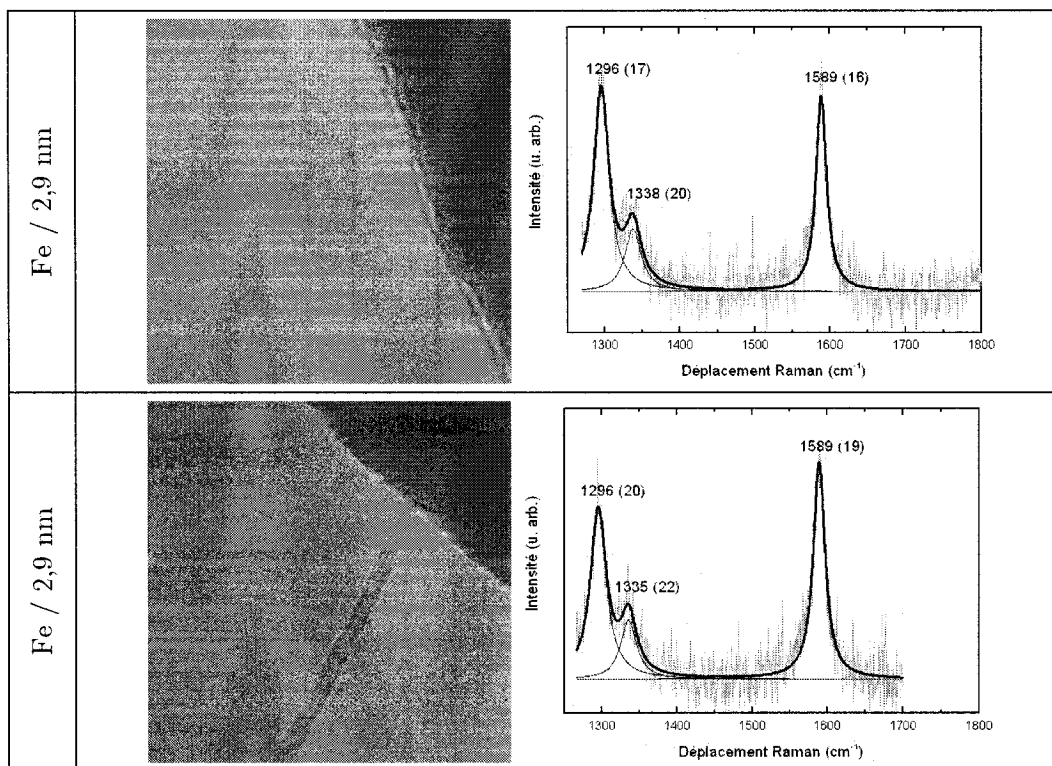 Fe / 2,9 nm
Intensité (u. arb.)
1296 (17)
1338 (20)
1589 (16)
1300 1400 1500 1600 1700 1800
Déplacement Raman (cm⁻¹)
Fe / 2,9 nm
Intensité (u. arb.)
1296 (20)
1335 (22)
1589 (19)
1300 1400 1500 1600 1700 1800
Déplacement Raman (cm⁻¹)